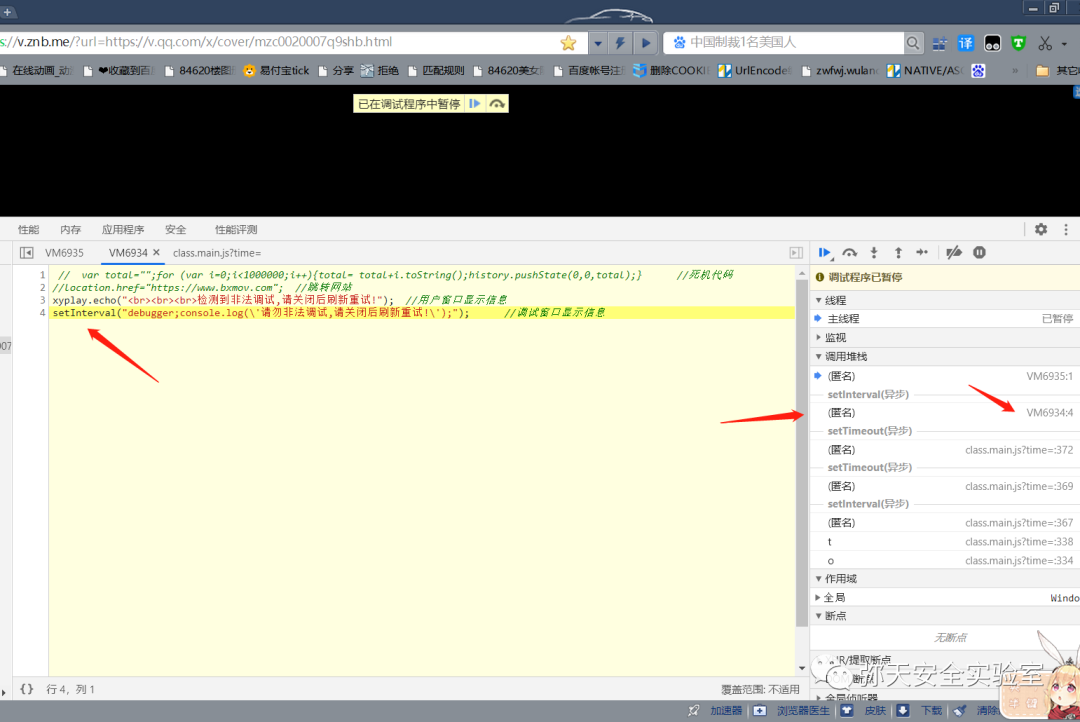 s://v.znb.me/?url=https://v.qq.com/x/cover/mzc0020007q9shb.html 中国制裁1名美国人 译
在线动画_动 ❤收藏到百 84620楼图 易付宝tick 分享 拒绝 匹配规则 84620美女 百度帐号注 删除COOKI UrlEncode zwfwj.wulan NATIVE/ASC » 其它
已在调试程序中暂停
性能 内存 应用程序 安全 性能评测
VM6935 VM6934 × class.main.js?time=
1 // var total="";for (var i=0;i<1000000;i++){total= total+i.toString();history.pushState(0,0,total);} //死机代码
2 //location.href="https://www.bxmov.com"; //跳转网站
3 xyplay.echo("<br><br><br>检测到非法调试,请关闭后刷新重试!"); //用户窗口显示信息
4 setInterval("debugger;console.log(\'请勿非法调试,请关闭后刷新重试!\');"); //调试窗口显示信息
007
调试程序已暂停
线程
主线程 已暂停
监视
调用堆栈
(匿名) VM6935:1
setInterval(异步)
(匿名) VM6934:4
setTimeout(异步)
(匿名) class.main.js?time=:372
setTimeout(异步)
(匿名) class.main.js?time=:369
setInterval(异步)
(匿名) class.main.js?time=:367
t class.main.js?time=:338
o class.main.js?time=:334
作用域
全局 Windo
断点
无断点
R/提取断点
断点
全局侦听器
弥天安全实验室
{} 行 4，列 1 覆盖范围: 不适用
加速器 浏览器医生 皮肤 下载 清除